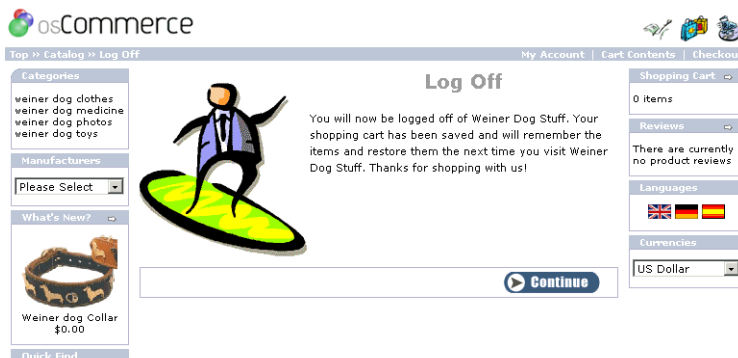 osCommerce
Top » Catalog » Log Off
My Account | Cart Contents | Checkou
Categories
weiner dog clothes
weiner dog medicine
weiner dog photos
weiner dog toys
Manufacturers
Please Select
What's New?
Weiner dog Collar
$0.00
Quick Find
Log Off
You will now be logged off of Weiner Dog Stuff. Your
shopping cart has been saved and will remember the
items and restore them the next time you visit Weiner
Dog Stuff. Thanks for shopping with us!
Continue
Shopping Cart
0 items
Reviews
There are currently
no product reviews
Languages
Currencies
US Dollar